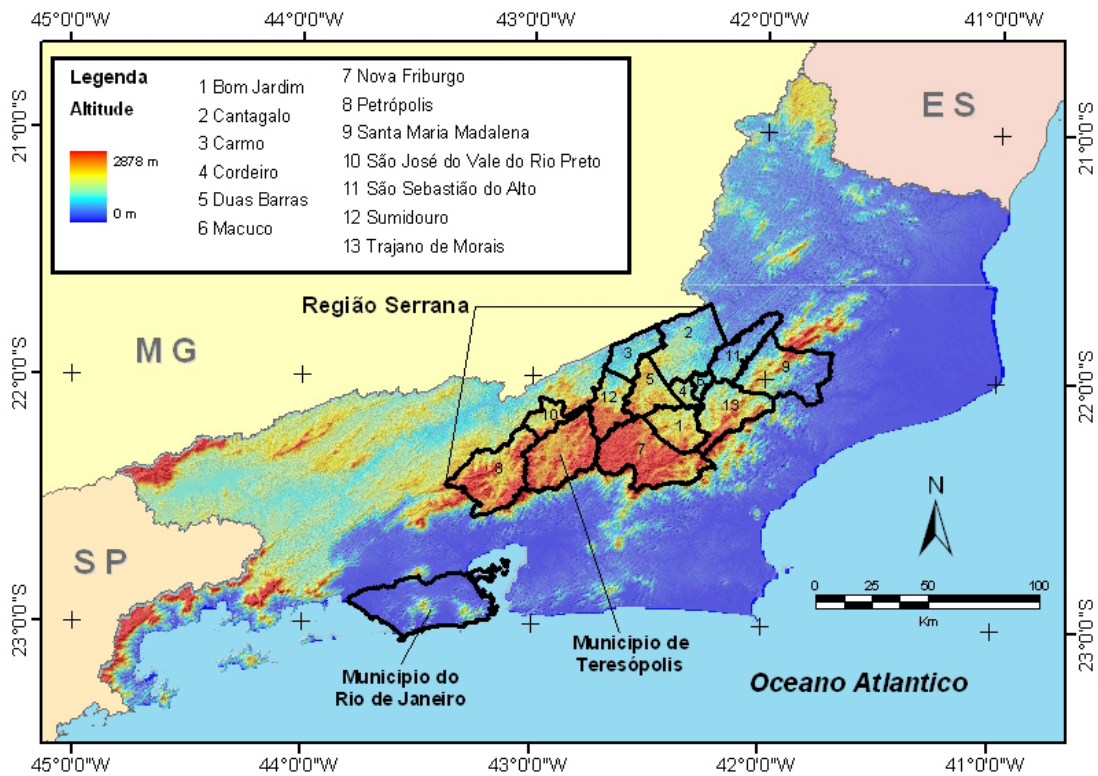 45°0'0"W 44°0'0"W 43°0'0"W 42°0'0"W 41°0'0"W
Legenda
Altitude
2878 m
0 m
1 Bom Jardim
2 Cantagalo
3 Carmo
4 Cordeiro
5 Duas Barras
6 Macuco
7 Nova Friburgo
8 Petrópolis
9 Santa Maria Madalena
10 São José do Vale do Rio Preto
11 São Sebastião do Alto
12 Sumidouro
13 Trajano de Morais
ES
21°0'0"S
21°0'0"S
Região Serrana
MG
2
3
11
5
9
4
6
12
13
10
1
7
8
22°0'0"S
22°0'0"S
N
SP
0 25 50 100
Km
23°0'0"S
23°0'0"S
Municipio de
Teresópolis
Municipio do
Rio de Janeiro
Oceano Atlantico
45°0'0"W 44°0'0"W 43°0'0"W 42°0'0"W 41°0'0"W